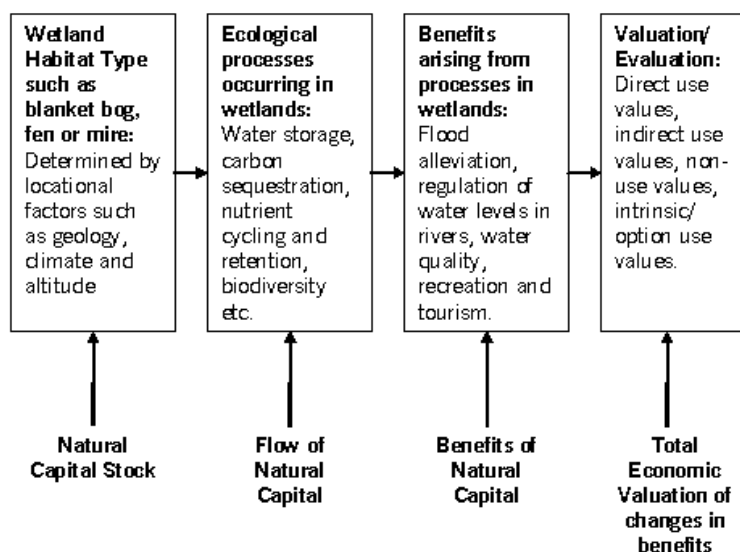 Wetland
Habitat Type
such as
blanket bog,
fen or mire:
Determined by
locational
factors such
as geology,
climate and
altitude
Ecological
processes
occurring in
wetlands:
Water storage,
carbon
sequestration,
nutrient
cycling and
retention,
biodiversity
etc.
Benefits
arising from
processes in
wetlands:
Flood
alleviation,
regulation of
water levels in
rivers, water
quality,
recreation and
tourism.
Valuation/
Evaluation:
Direct use
values,
indirect use
values, non-
use values,
intrinsic/
option use
values.
Natural
Capital Stock
Flow of
Natural
Capital
Benefits of
Natural
Capital
Total
Economic
Valuation of
changes in
benefits